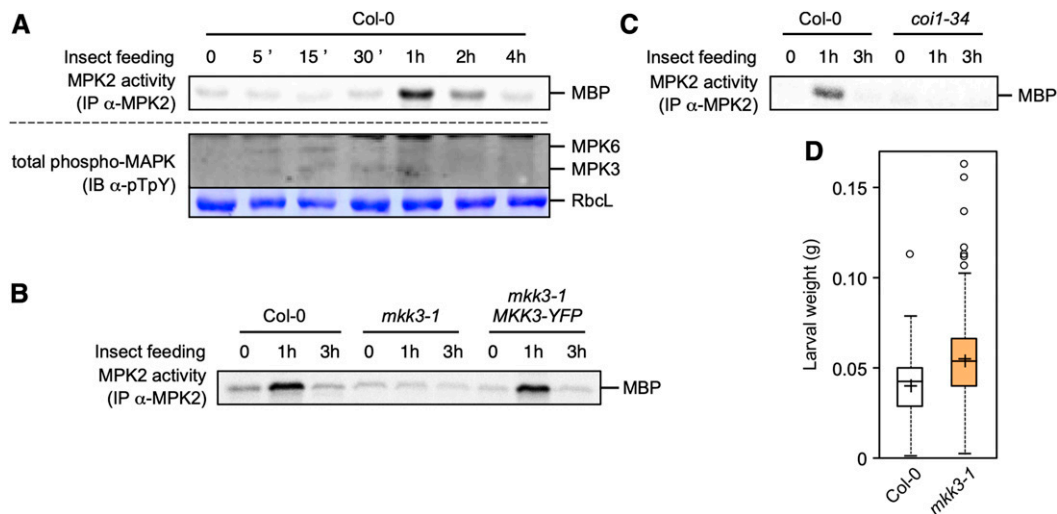 A
Col-0
Insect feeding 0 5 ' 15 ' 30 ' 1h 2h 4h
MPK2 activity
(IP α-MPK2)
MBP
total phospho-MAPK
(IB α-pTpY)
MPK6
MPK3
RbcL
B
Col-0 mkk3-1 mkk3-1
MKK3-YFP
Insect feeding 0 1h 3h 0 1h 3h 0 1h 3h
MPK2 activity
(IP α-MPK2)
MBP
C
Col-0 coi1-34
Insect feeding 0 1h 3h 0 1h 3h
MPK2 activity
(IP α-MPK2)
MBP
D
Larval weight (g)
0.15
0.10
0.05
0
Col-0
mkk3-1